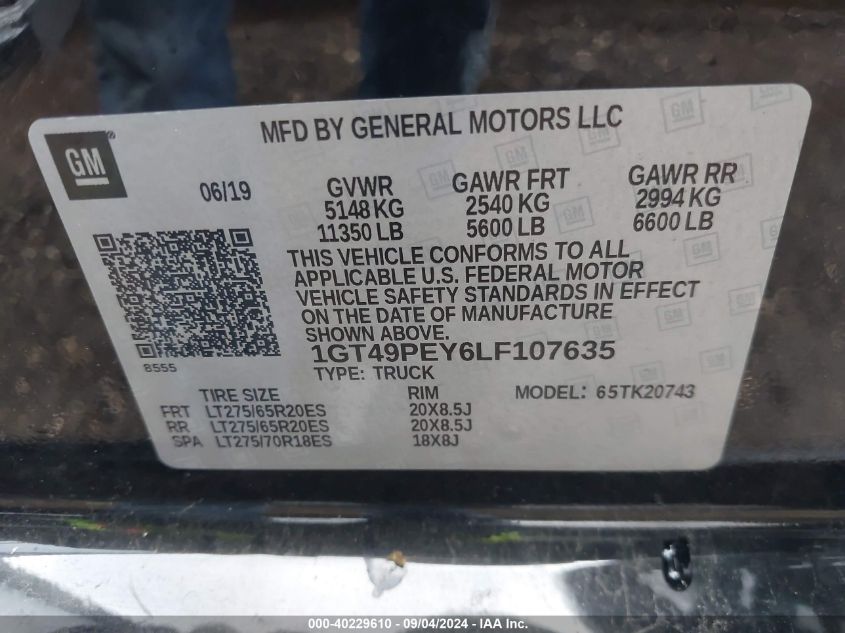 MFD BY GENERAL MOTORS LLC
GM
06/19
GVWR
5148 KG
11350 LB
GAWR FRT
2540 KG
5600 LB
GAWR RR
2994 KG
6600 LB
THIS VEHICLE CONFORMS TO ALL
APPLICABLE U.S. FEDERAL MOTOR
VEHICLE SAFETY STANDARDS IN EFFECT
ON THE DATE OF MANUFACTURE
SHOWN ABOVE.
1GT49PEY6LF107635
TYPE: TRUCK
8555
TIRE SIZE RIM MODEL: 65TK20743
FRT LT275/65R20ES 20X8.5J
RR LT275/65R20ES 20X8.5J
SPA LT275/70R18ES 18X8J
000-40229610 - 09/04/2024 - Insurance Auto Auctions, Inc.